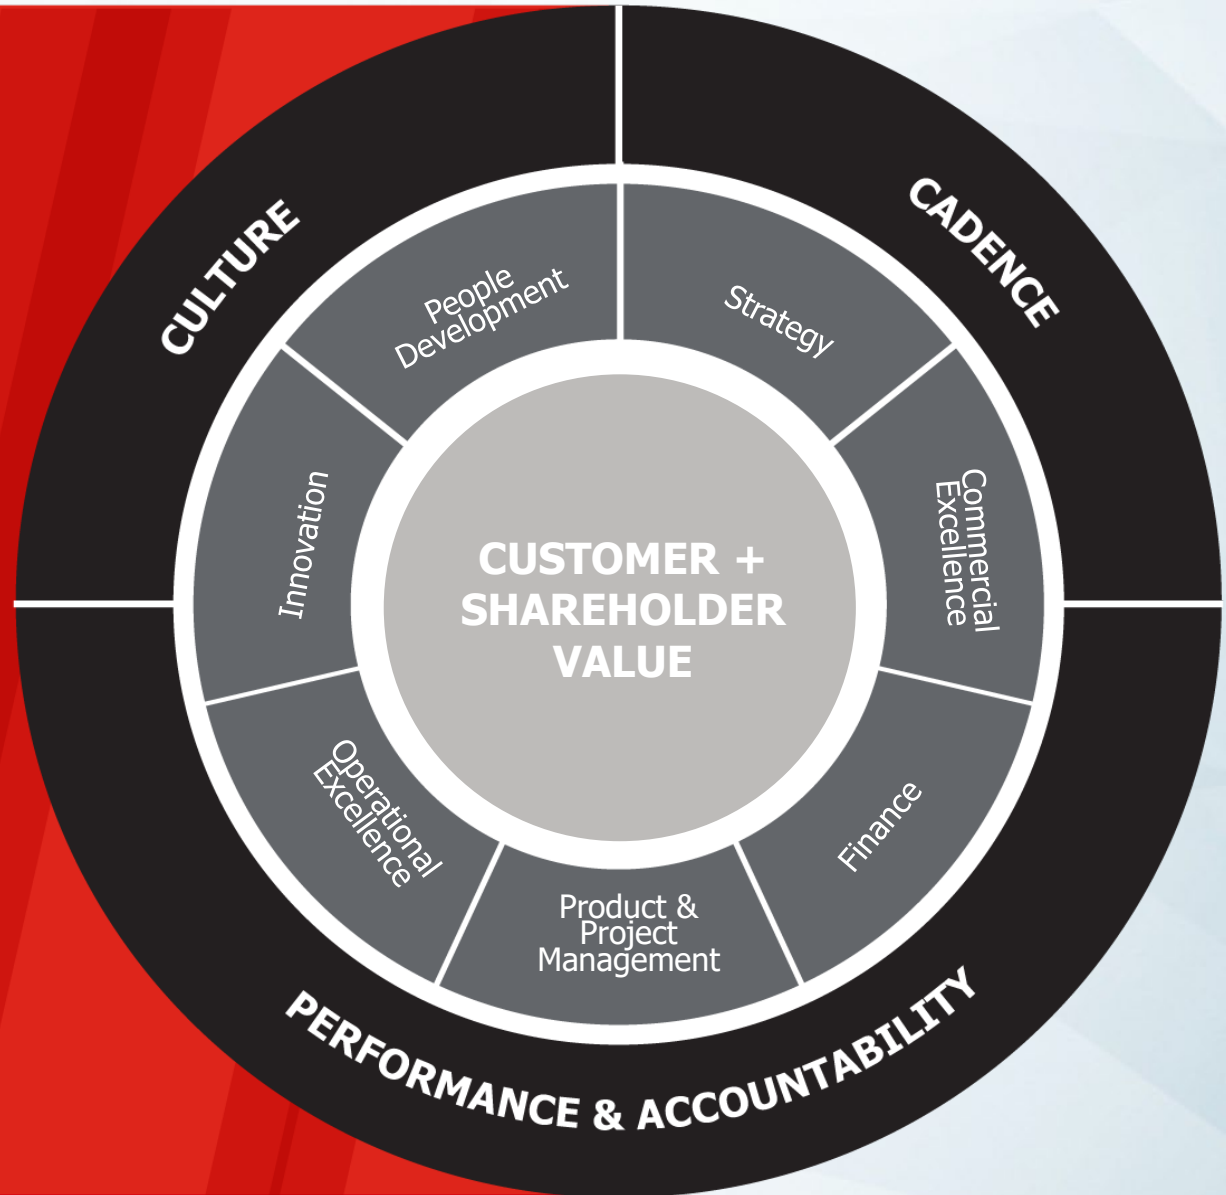 CULTURE
CADENCE
People
Development
Strategy
Innovation
Commercial
Excellence
CUSTOMER +
SHAREHOLDER
VALUE
Operational
Excellence
Finance
Product &
Project
Management
PERFORMANCE & ACCOUNTABILITY